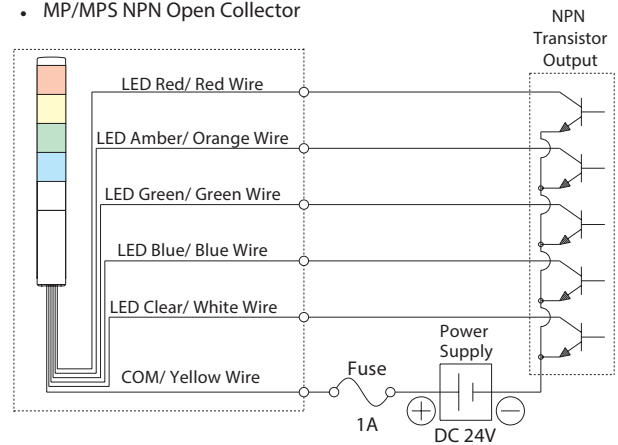 • MP/MPS NPN Open Collector
NPN
Transistor
Output
LED Red/ Red Wire
LED Amber/ Orange Wire
LED Green/ Green Wire
LED Blue/ Blue Wire
LED Clear/ White Wire
Power
Supply
COM/ Yellow Wire
Fuse
1A
+
−
DC 24V